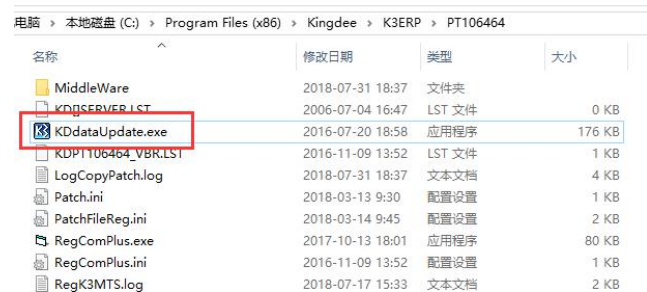 电脑 > 本地磁盘 (C:) > Program Files (x86) > Kingdee > K3ERP > PT106464
名称 修改日期 类型 大小
MiddleWare 2018-07-31 18:37 文件夹
KD[]SERVER.LST 2006-07-04 16:47 LST 文件 0 KB
KDdataUpdate.exe 2016-07-20 18:58 应用程序 176 KB
KDPT106464_VBR.LST 2016-11-09 13:52 LST 文件 1 KB
LogCopyPatch.log 2018-07-31 18:37 文本文档 4 KB
Patch.ini 2018-03-13 9:30 配置设置 1 KB
PatchFileReg.ini 2018-03-14 9:45 配置设置 2 KB
RegComPlus.exe 2017-10-13 18:01 应用程序 80 KB
RegComPlus.ini 2016-11-09 13:52 配置设置 1 KB
RegK3MTS.log 2018-07-17 15:33 文本文档 2 KB